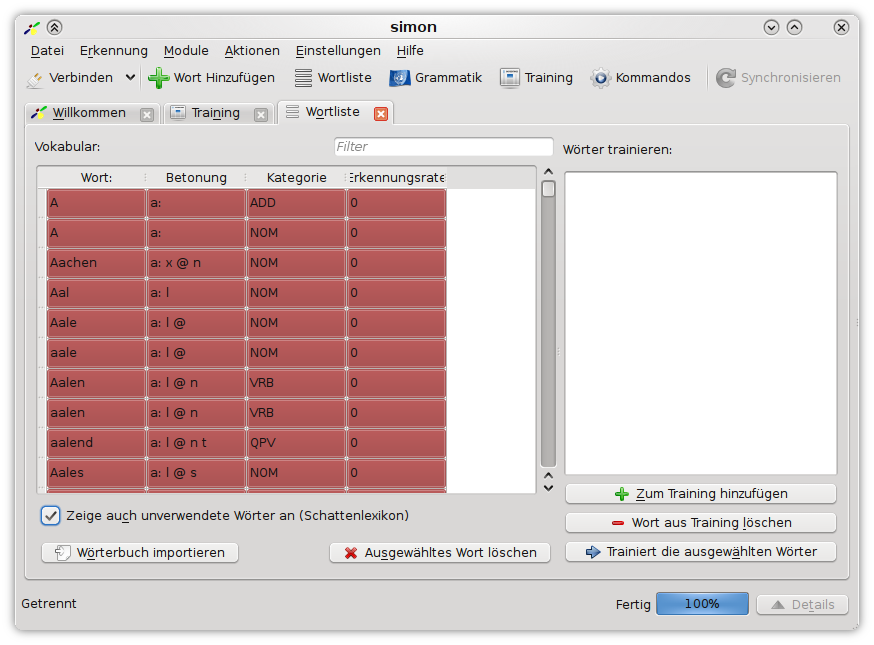 simon
Datei Erkennung Module Aktionen Einstellungen Hilfe
Verbinden Wort Hinzufügen Wortliste Grammatik Training Kommandos Synchronisieren
Willkommen Training Wortliste
Vokabular: Filter Wörter trainieren:
Wort: Betonung Kategorie Erkennungsrate
A a: ADD 0
A a: NOM 0
Aachen a: x @ n NOM 0
Aal a: l NOM 0
Aale a: l @ NOM 0
aale a: l @ NOM 0
Aalen a: l @ n VRB 0
aalen a: l @ n VRB 0
aalend a: l @ n t QPV 0
Aales a: l @ s NOM 0
Zum Training hinzufügen
Zeige auch unverwendete Wörter an (Schattenlexikon)
Wort aus Training löschen
Wörterbuch importieren Ausgewähltes Wort löschen Trainiert die ausgewählten Wörter
Getrennt Fertig 100% Details